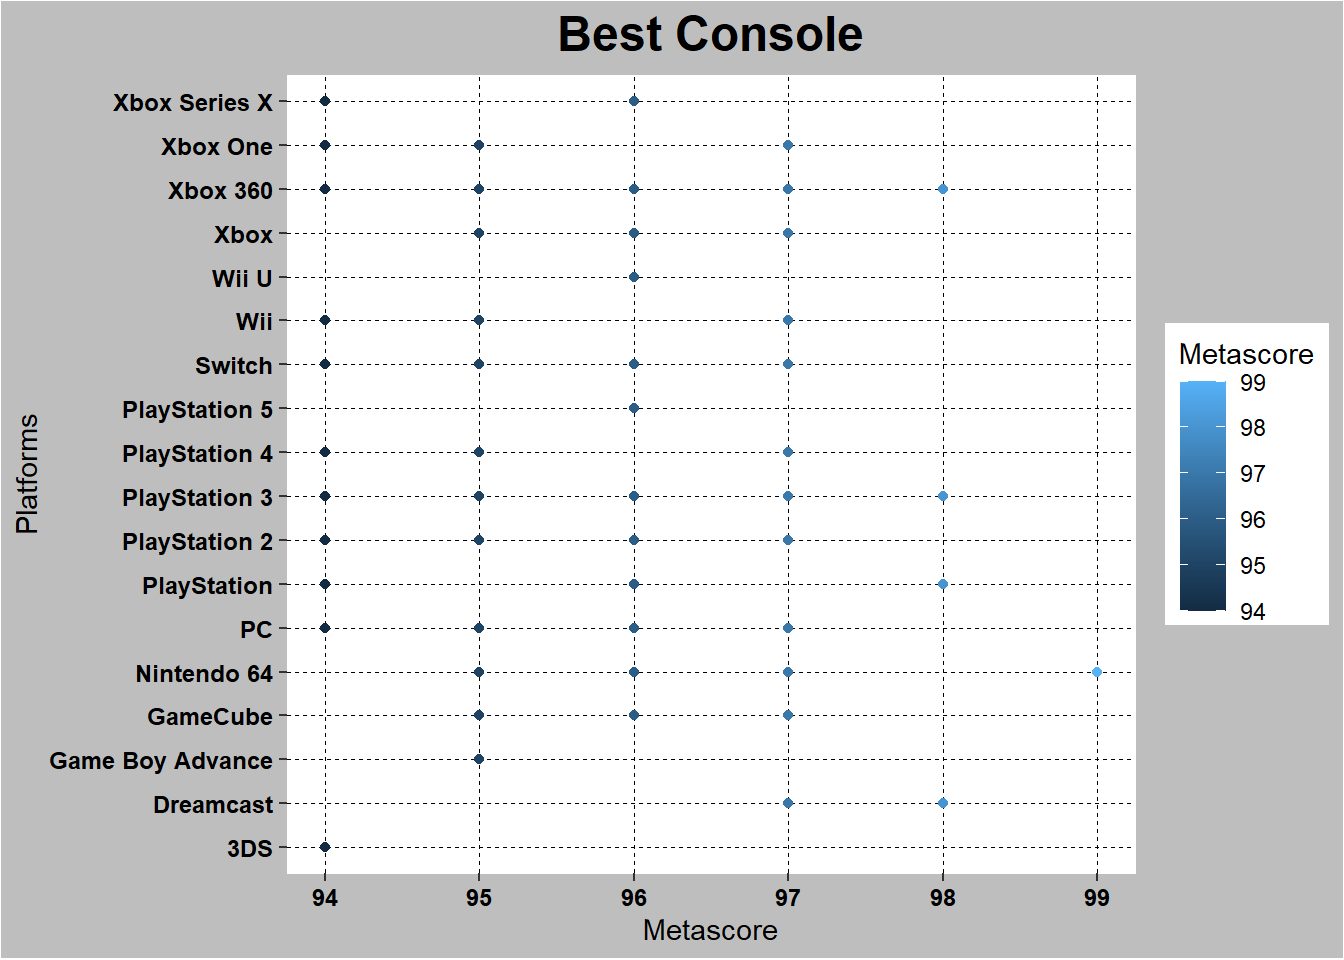 Best Console
Xbox Series X
Xbox One
Xbox 360
Xbox
Wii U
Wii
Switch
PlayStation 5
PlayStation 4
PlayStation 3
PlayStation 2
PlayStation
PC
Nintendo 64
GameCube
Game Boy Advance
Dreamcast
3DS
Platforms
94 95 96 97 98 99
Metascore
Metascore
99
98
97
96
95
94